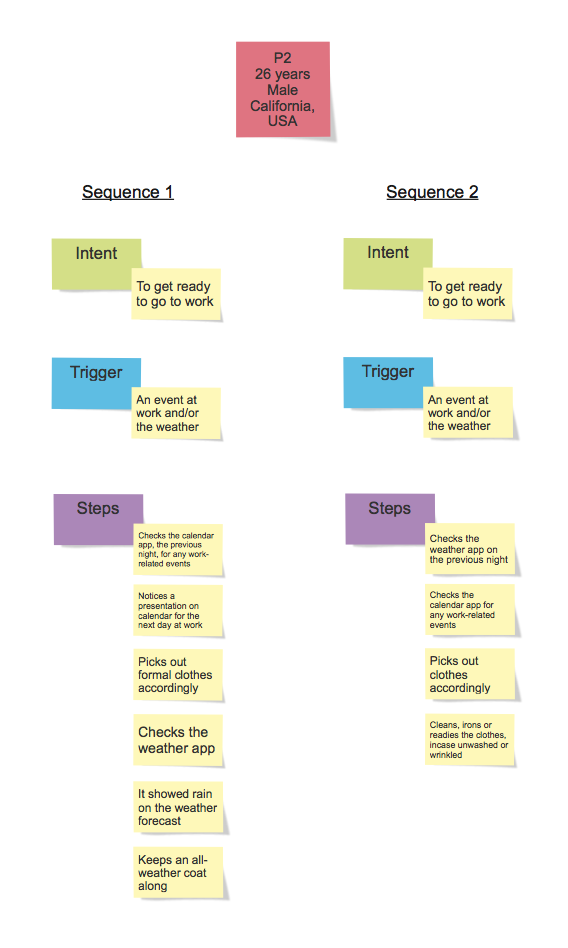 P2
26 years
Male
California,
USA
Sequence 1
Intent
To get ready
to go to work
Trigger
An event at
work and/or
the weather
Steps
Checks the calendar
app, the previous
night, for any work-
related events
Notices a
presentation on
calendar for the
next day at work
Picks out
formal clothes
accordingly
Checks the
weather app
It showed rain
on the weather
forecast
Keeps an all-
weather coat
along
Sequence 2
Intent
To get ready
to go to work
Trigger
An event at
work and/or
the weather
Steps
Checks the
weather app on
the previous night
Checks the
calendar app for
any work-related
events
Picks out
clothes
accordingly
Cleans, irons or
readies the clothes,
incase unwashed or
wrinkled